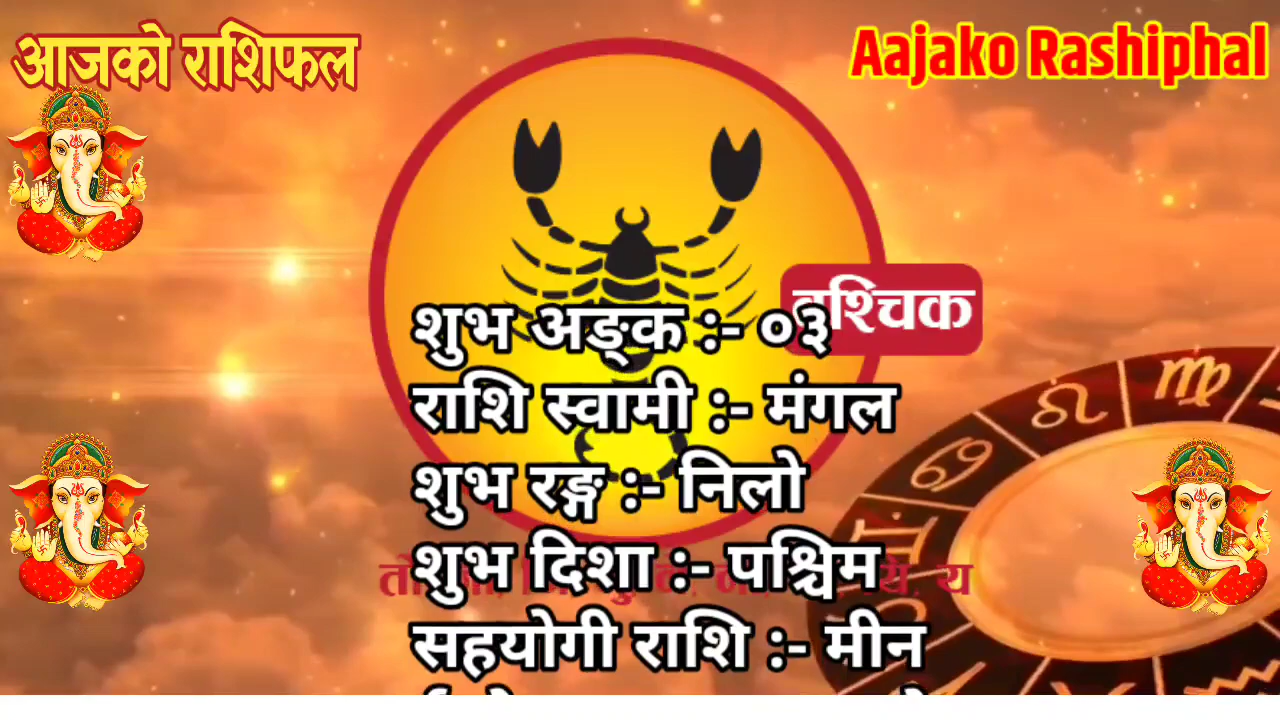 आजको राशिफल
Aajako Rashiphal
शुभ अङ्क :- ०३
राशि स्वामी :- मंगल
शुभ रङ्ग :- निलो
शुभ दिशा :- पश्चिम
सहयोगी राशि :- मीन